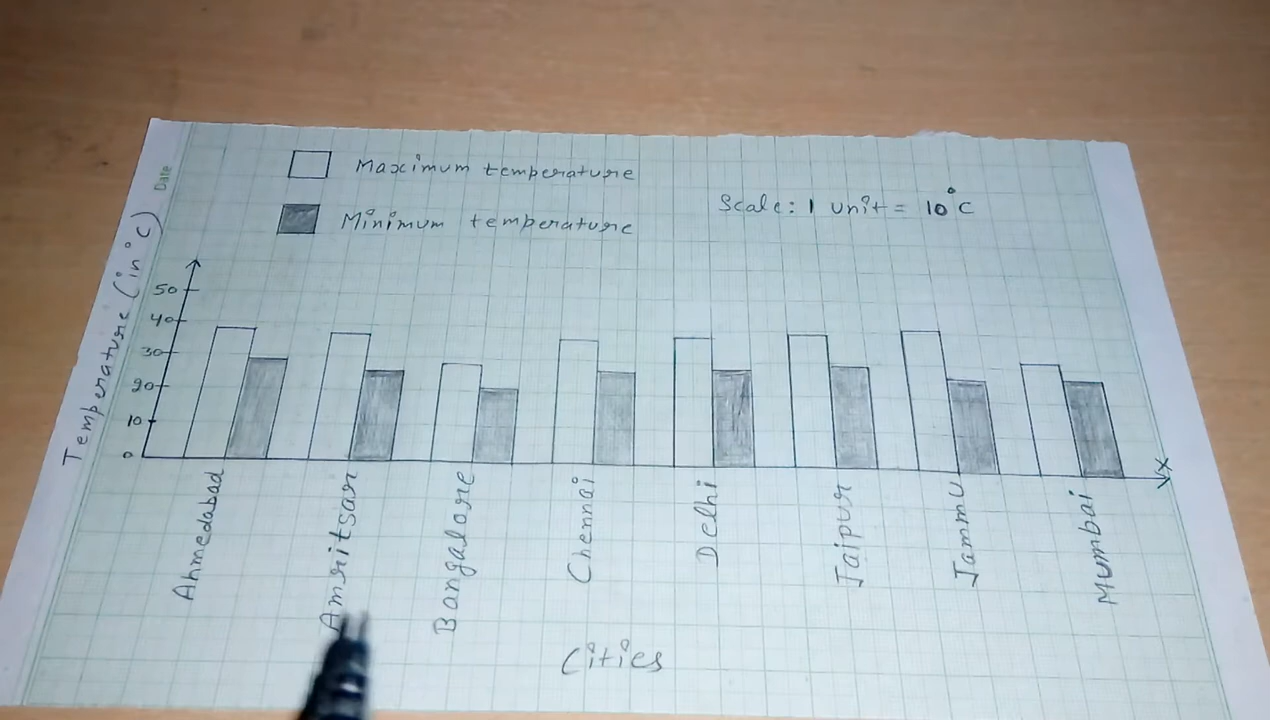 Date
Maximum temperature
Minimum temperature
Scale: 1 unit = 10°C
Temperature (in °C)
50
40
30
20
10
0
X
Ahmedabad
Amritsar
Bangalore
Chennai
Delhi
Jaipur
Jammu
Mumbai
Cities